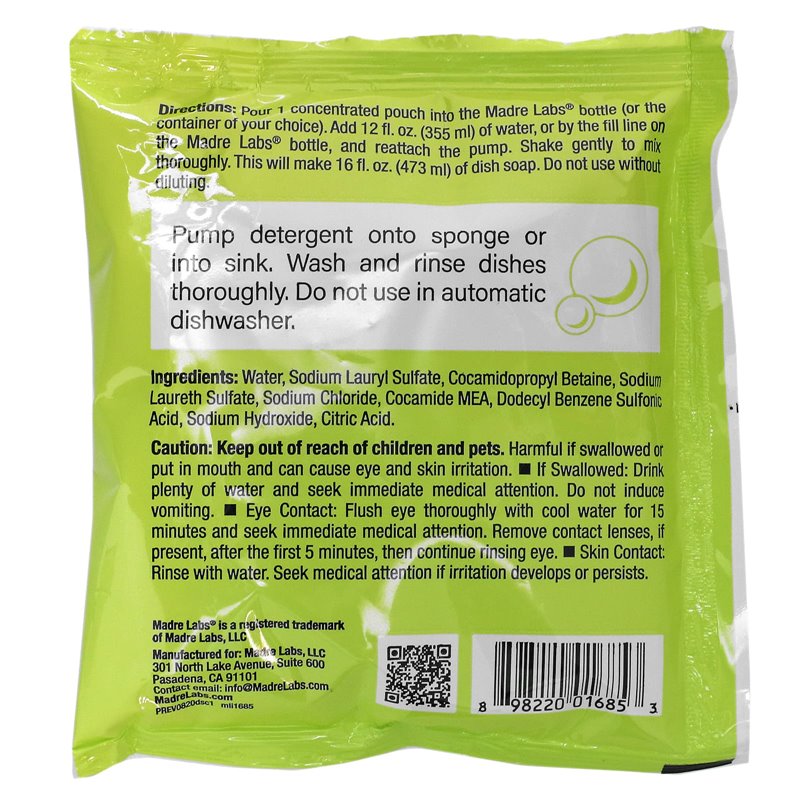 Directions: Pour 1 concentrated pouch into the Madre Labs® bottle (or the
container of your choice). Add 12 fl. oz. (355 ml) of water, or by the fill line on
the Madre Labs® bottle, and reattach the pump. Shake gently to mix
thoroughly. This will make 16 fl. oz. (473 ml) of dish soap. Do not use without
diluting.
Pump detergent onto sponge or
into sink. Wash and rinse dishes
thoroughly. Do not use in automatic
dishwasher.
Ingredients: Water, Sodium Lauryl Sulfate, Cocamidopropyl Betaine, Sodium
Laureth Sulfate, Sodium Chloride, Cocamide MEA, Dodecyl Benzene Sulfonic
Acid, Sodium Hydroxide, Citric Acid.
Caution: Keep out of reach of children and pets. Harmful if swallowed or
put in mouth and can cause eye and skin irritation. ■ If Swallowed: Drink
plenty of water and seek immediate medical attention. Do not induce
vomiting. ■ Eye Contact: Flush eye thoroughly with cool water for 15
minutes and seek immediate medical attention. Remove contact lenses, if
present, after the first 5 minutes, then continue rinsing eye. ■ Skin Contact:
Rinse with water. Seek medical attention if irritation develops or persists.
Madre Labs® is a registered trademark
of Madre Labs, LLC
Manufactured for: Madre Labs, LLC
301 North Lake Avenue, Suite 600
Pasadena, CA 91101
Contact email: info@MadreLabs.com
MadreLabs.com
PREV0820dsc1 mli1685
8 98220 01685 3